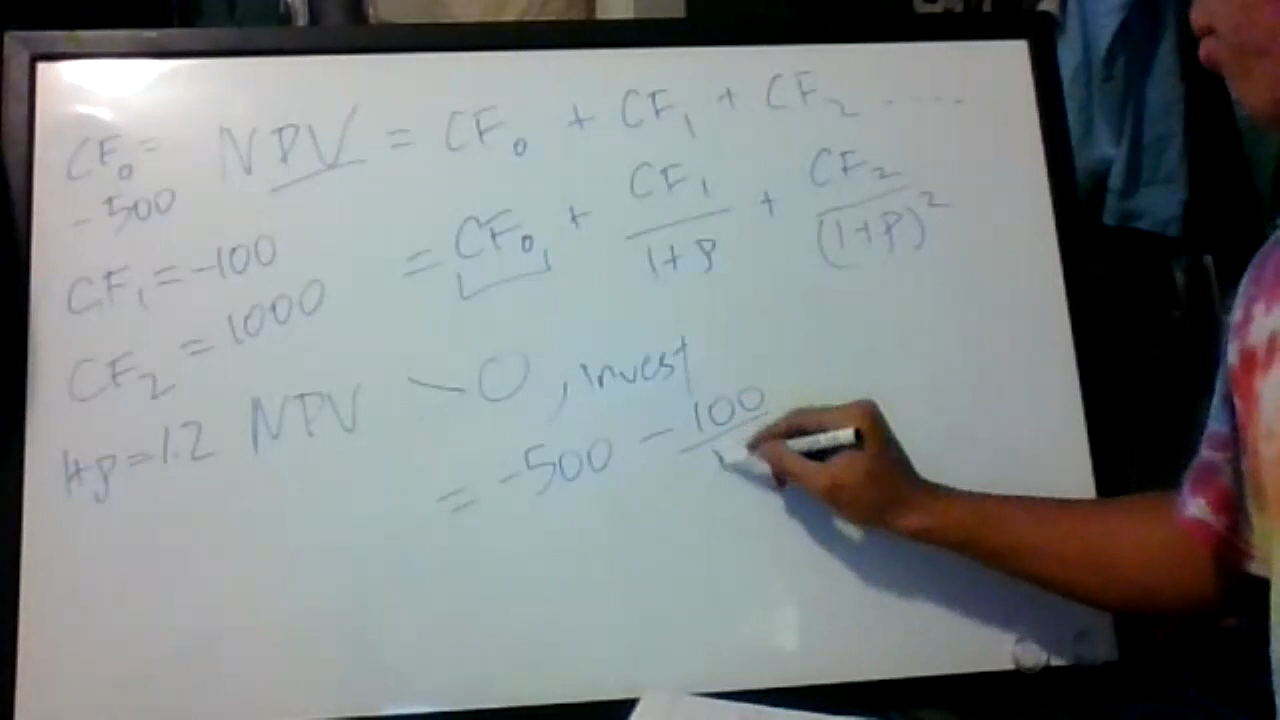 NPV = CF₀ + CF₁ + CF₂ .....
= CF₀ + CF₁/(1+ρ) + CF₂/(1+ρ)²
CF₀ =
-500
CF₁ = -100
CF₂ = 1000
1+ρ = 1.2
NPV - 0, invest
= -500 - 100/1